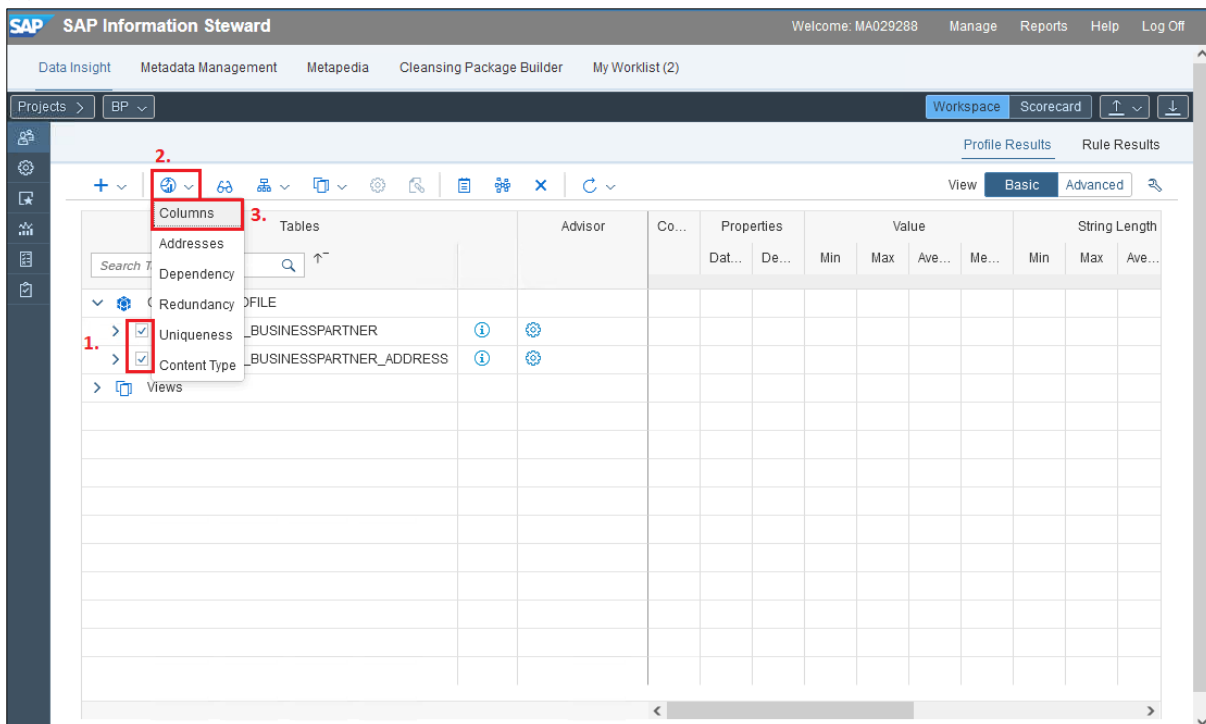 SAP SAP Information Steward Welcome: MA029288 Manage Reports Help Log Off
Data Insight Metadata Management Metapedia Cleansing Package Builder My Worklist (2)
Projects > BP Workspace Scorecard
Profile Results Rule Results
2.
View Basic Advanced
Columns 3. Tables Advisor Co... Properties Value String Length
Addresses
Search T Dat... De... Min Max Ave... Me... Min Max Ave...
Dependency
Redundancy OFILE
1. Uniqueness _BUSINESSPARTNER
Content Type _BUSINESSPARTNER_ADDRESS
Views